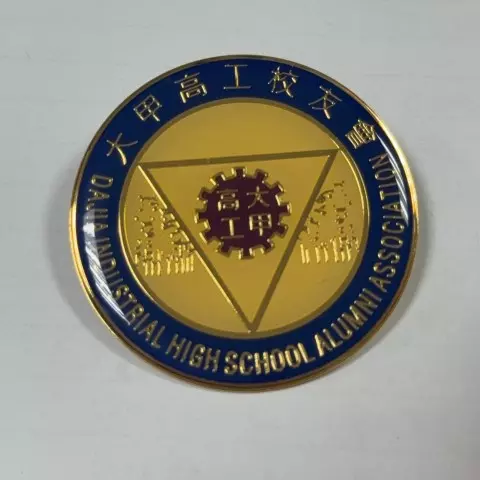 大甲高工校友會
大甲
高工
DAJIA INDUSTRIAL HIGH SCHOOL ALUMNI ASSOCIATION